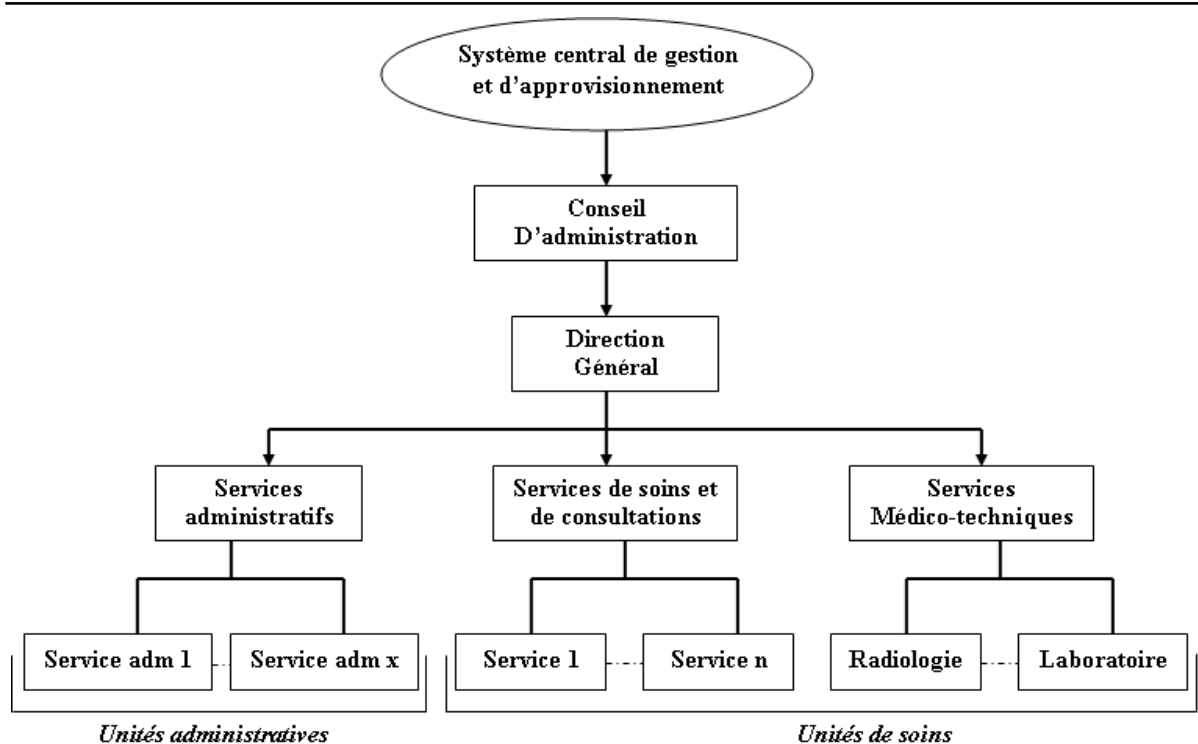 Système central de gestion
et d'approvisionnement
Conseil
D'administration
Direction
Général
Services
administratifs
Services de soins et
de consultations
Services
Médico-techniques
Service adm 1
Service adm x
Service 1
Service n
Radiologie
Laboratoire
Unités administratives
Unités de soins